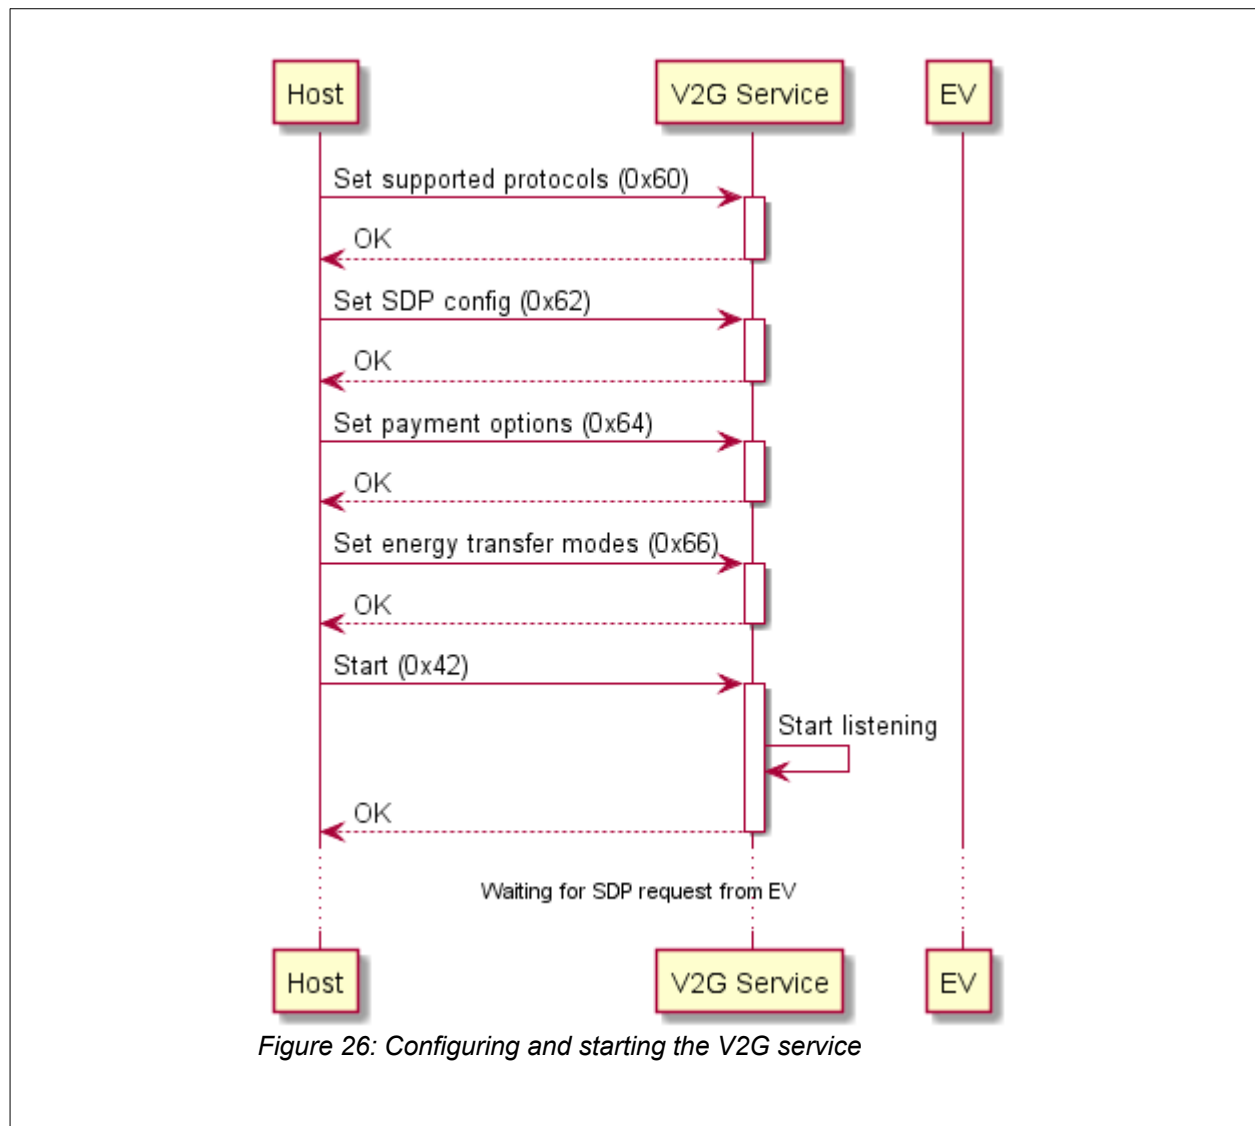 Host
V2G Service
EV
Set supported protocols (0x60)
OK
Set SDP config (0x62)
OK
Set payment options (0x64)
OK
Set energy transfer modes (0x66)
OK
Start (0x42)
Start listening
OK
Waiting for SDP request from EV
Host
V2G Service
EV
Figure 26: Configuring and starting the V2G service